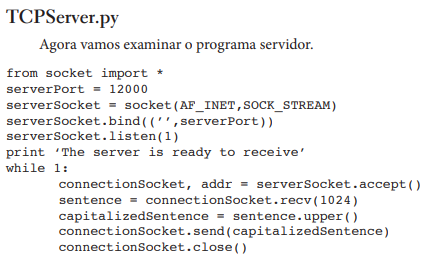 TCPServer.py
Agora vamos examinar o programa servidor.
from socket import *
serverPort = 12000
serverSocket = socket(AF_INET,SOCK_STREAM)
serverSocket.bind((‘’,serverPort))
serverSocket.listen(1)
print ‘The server is ready to receive’
while 1:
connectionSocket, addr = serverSocket.accept()
sentence = connectionSocket.recv(1024)
capitalizedSentence = sentence.upper()
connectionSocket.send(capitalizedSentence)
connectionSocket.close()